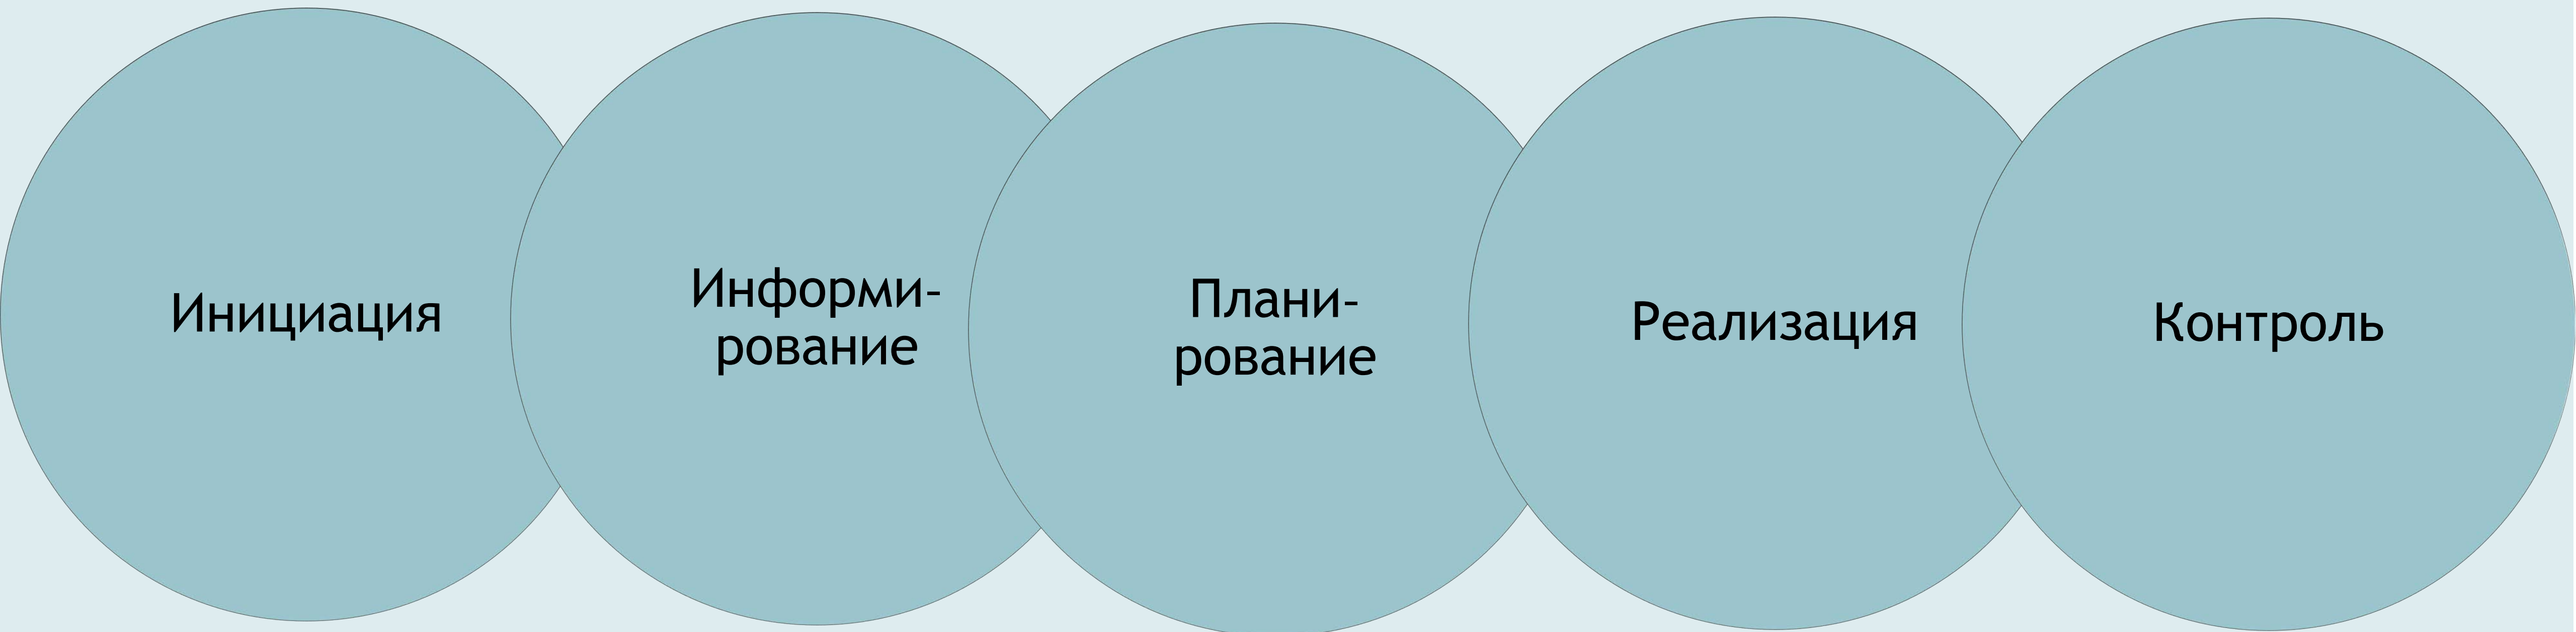 Инициация
Информи-
рование
Плани-
рование
Реализация
Контроль